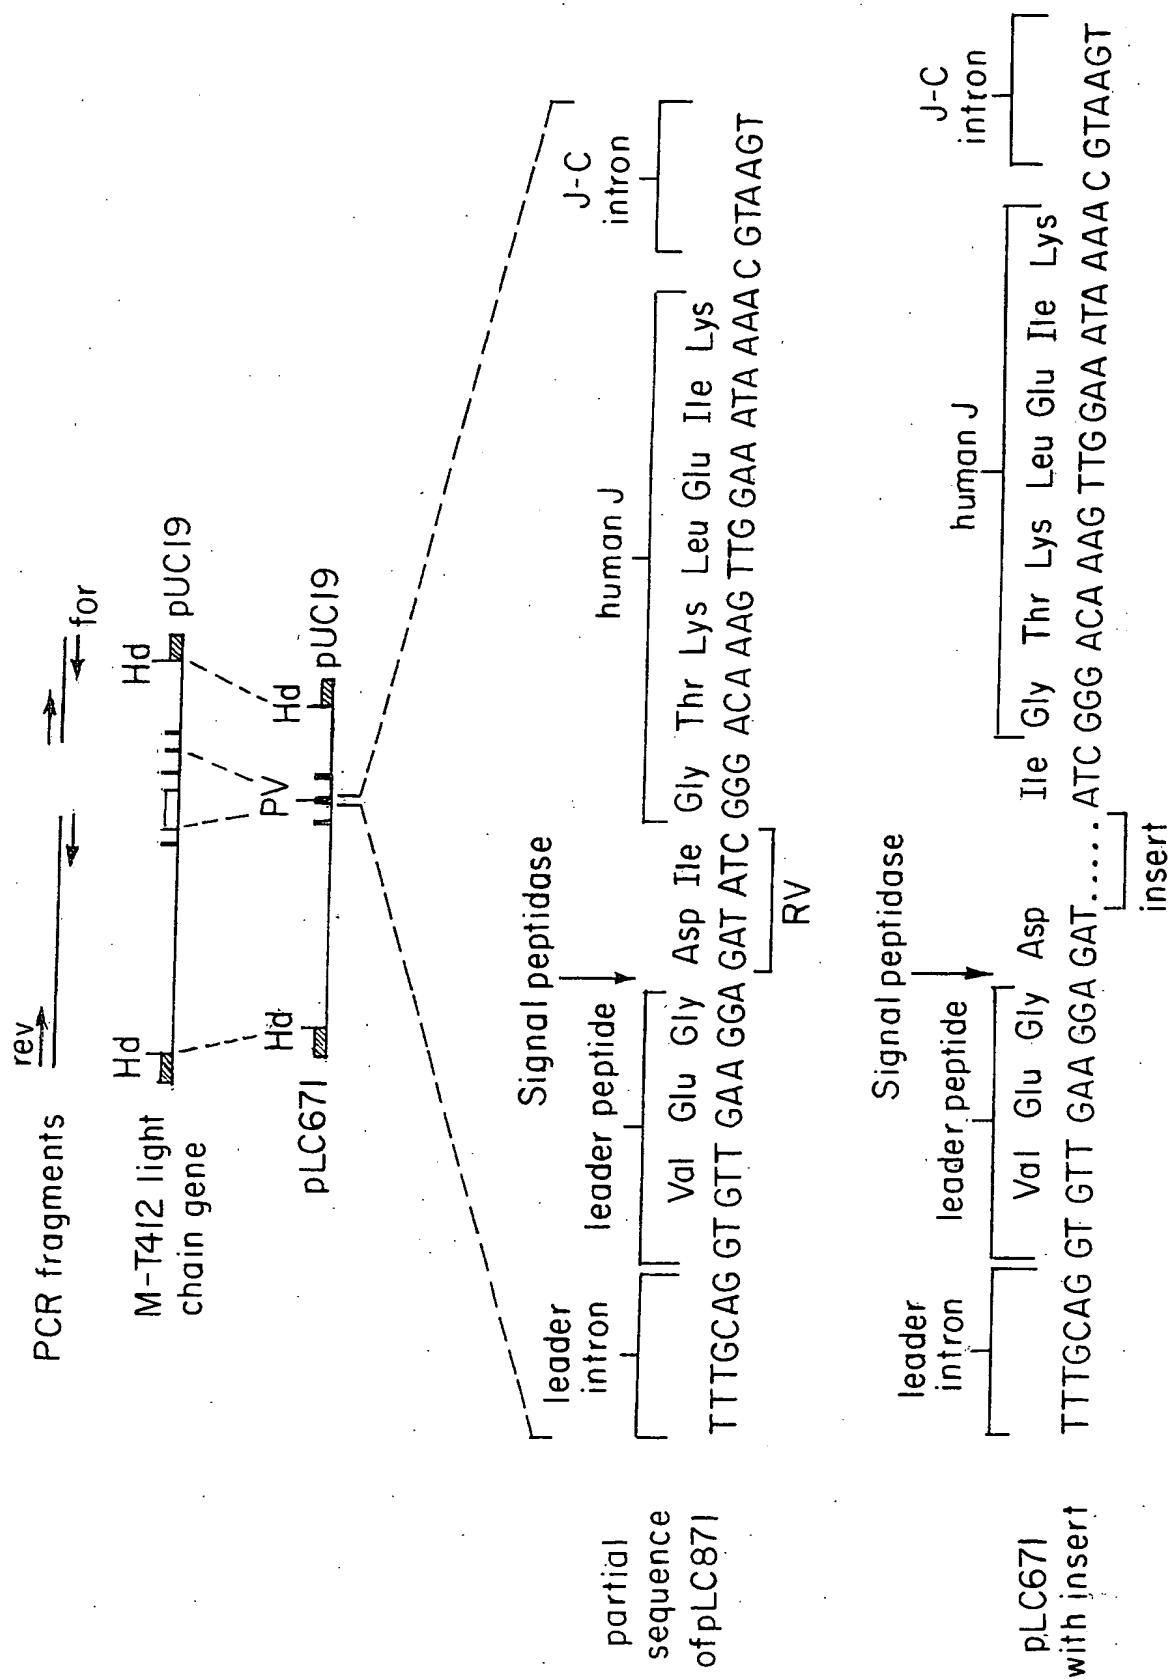 PCR fragments
rev
for
M-T412 light
chain gene
Hd
Hd
pUC19
pLC671
Hd
PV
Hd
pUC19
leader
intron
leader peptide
Signal peptidase
human J
J-C
intron
Val Glu Gly Asp Ile Gly Thr Lys Leu Glu Ile Lys
partial
sequence
of pLC871
TTTGCAG GT GTT GAA GGA GAT ATC GGG ACA AAG TTG GAA ATA AAA C GTAAGT
RV
leader
intron
leader peptide
Signal peptidase
human J
J-C
intron
Val Glu Gly Asp Ile Gly Thr Lys Leu Glu Ile Lys
pLC671
with insert
TTTGCAG GT GTT GAA GGA GAT..... ATC GGG ACA AAG TTG GAA ATA AAA C GTAAGT
insert